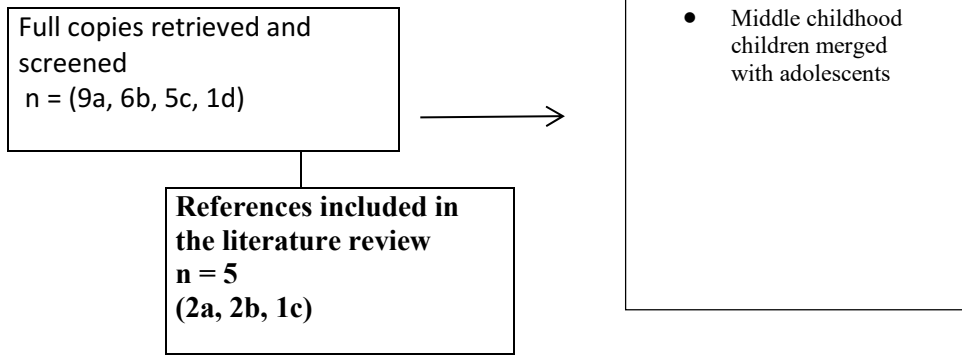 Full copies retrieved and
screened
n = (9a, 6b, 5c, 1d)
● Middle childhood
children merged
with adolescents
References included in
the literature review
n = 5
(2a, 2b, 1c)